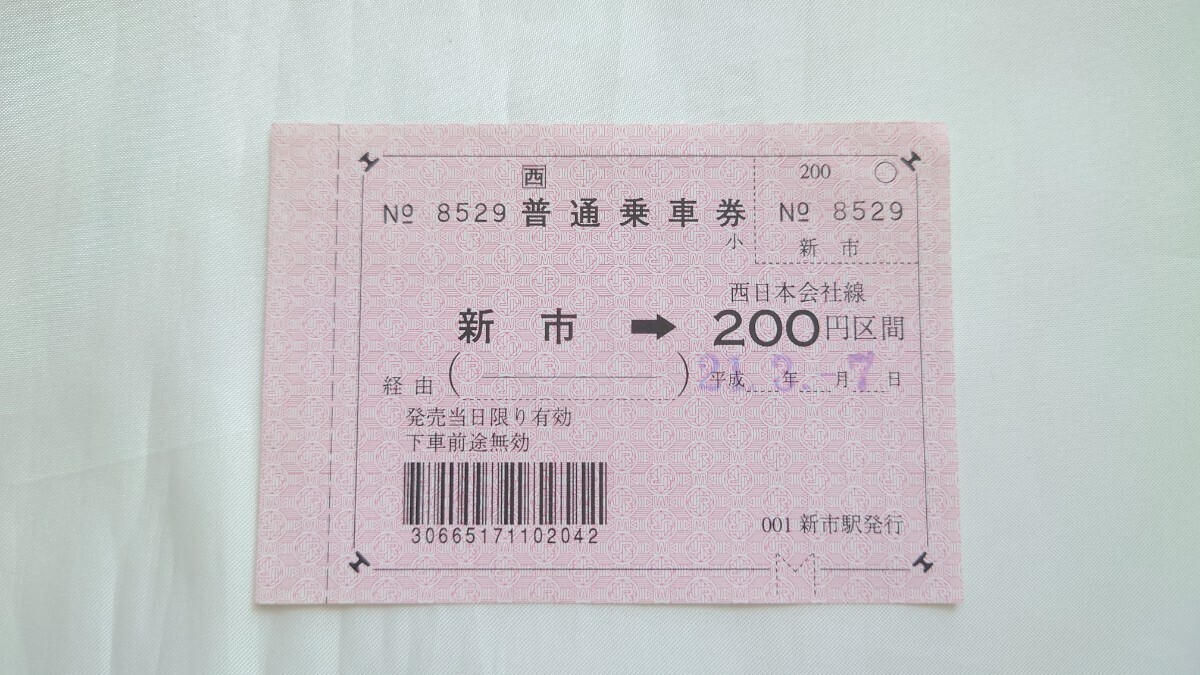 西
200 ○
№ 8529 普通乗車券 № 8529
小
新市
西日本会社線
新市 ➡ 200円区間
経由( )
平成21年3.月-7日
発売当日限り有効
下車前途無効
30665171102042
001 新市駅発行